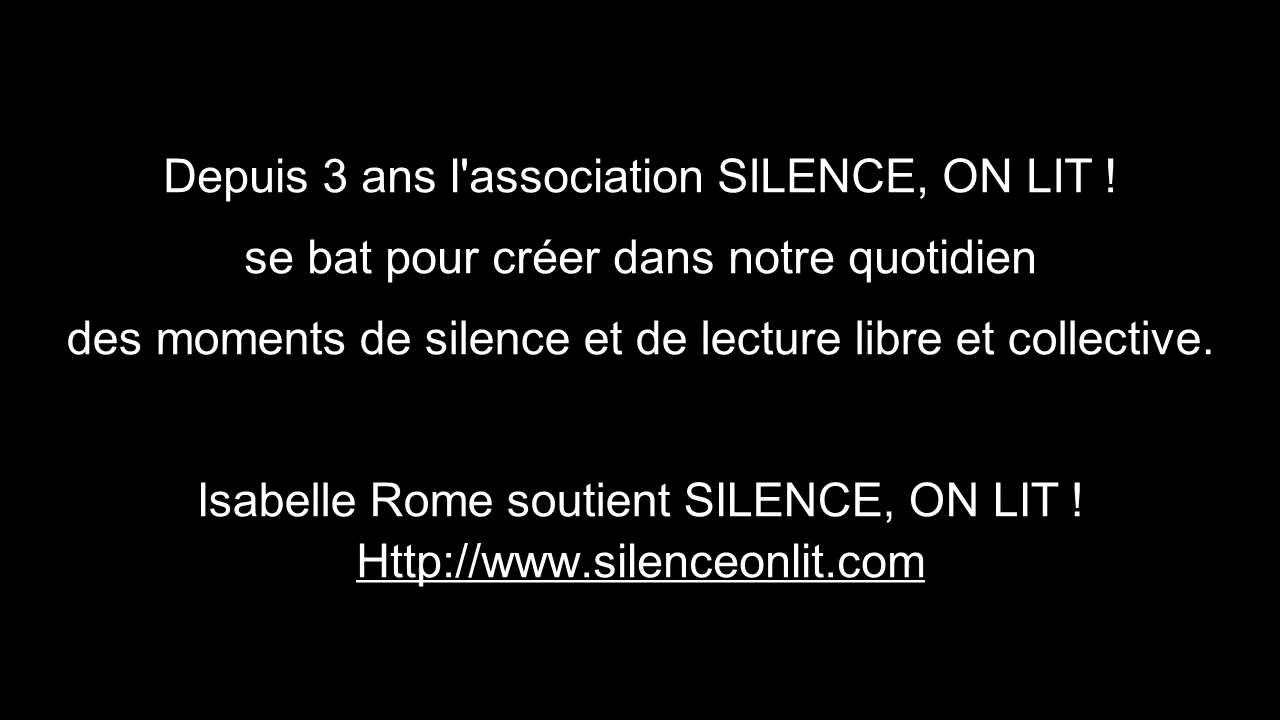 Depuis 3 ans l'association SILENCE, ON LIT !
se bat pour créer dans notre quotidien
des moments de silence et de lecture libre et collective.
Isabelle Rome soutient SILENCE, ON LIT !
Http://www.silenceonlit.com